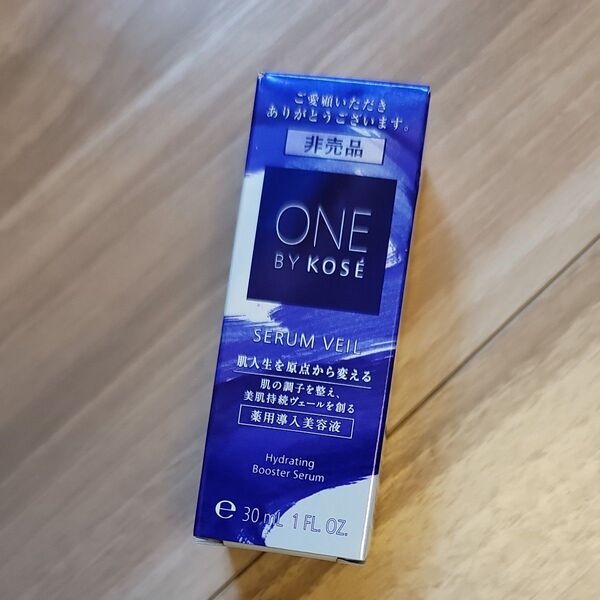 ご愛顧いただき
ありがとうございます。
非売品
ONE
BY KOSÉ
SERUM VEIL
肌人生を原点から変える
肌の調子を整え、
美肌持続ヴェールを創る
薬用導入美容液
Hydrating
Booster Serum
℮ 30 mL 1 FL. OZ.